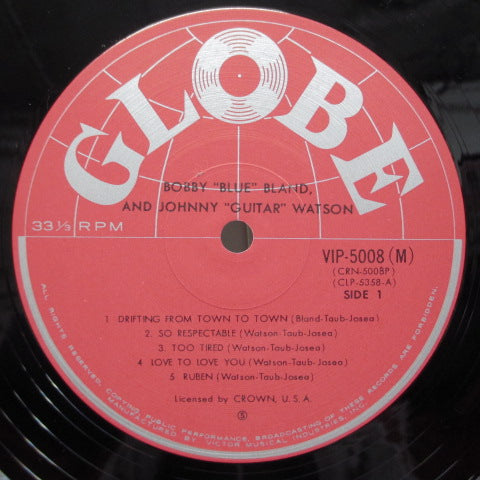 GLOBE
BOBBY "BLUE" BLAND,
AND JOHNNY "GUITAR" WATSON
33⅓ RPM
VIP-5008 (M)
(CRN-5008P)
(CLP-5358-A)
SIDE 1
1 DRIFTING FROM TOWN TO TOWN (Bland-Taub-Josea)
2. SO RESPECTABLE (Watson-Taub-Josea)
3. TOO TIRED (Watson-Taub-Josea)
4 LOVE TO LOVE YOU (Watson-Taub-Josea)
5 RUBEN (Watson-Taub-Josea)
Licensed by CROWN, U.S.A.
Ⓢ
ALL RIGHTS RESERVED. COPYING, PUBLIC PERFORMANCE, BROADCASTING OF THESE RECORDS ARE FORBIDDEN.
MANUFACTURED BY VICTOR MUSICAL INDUSTRIES, INC.